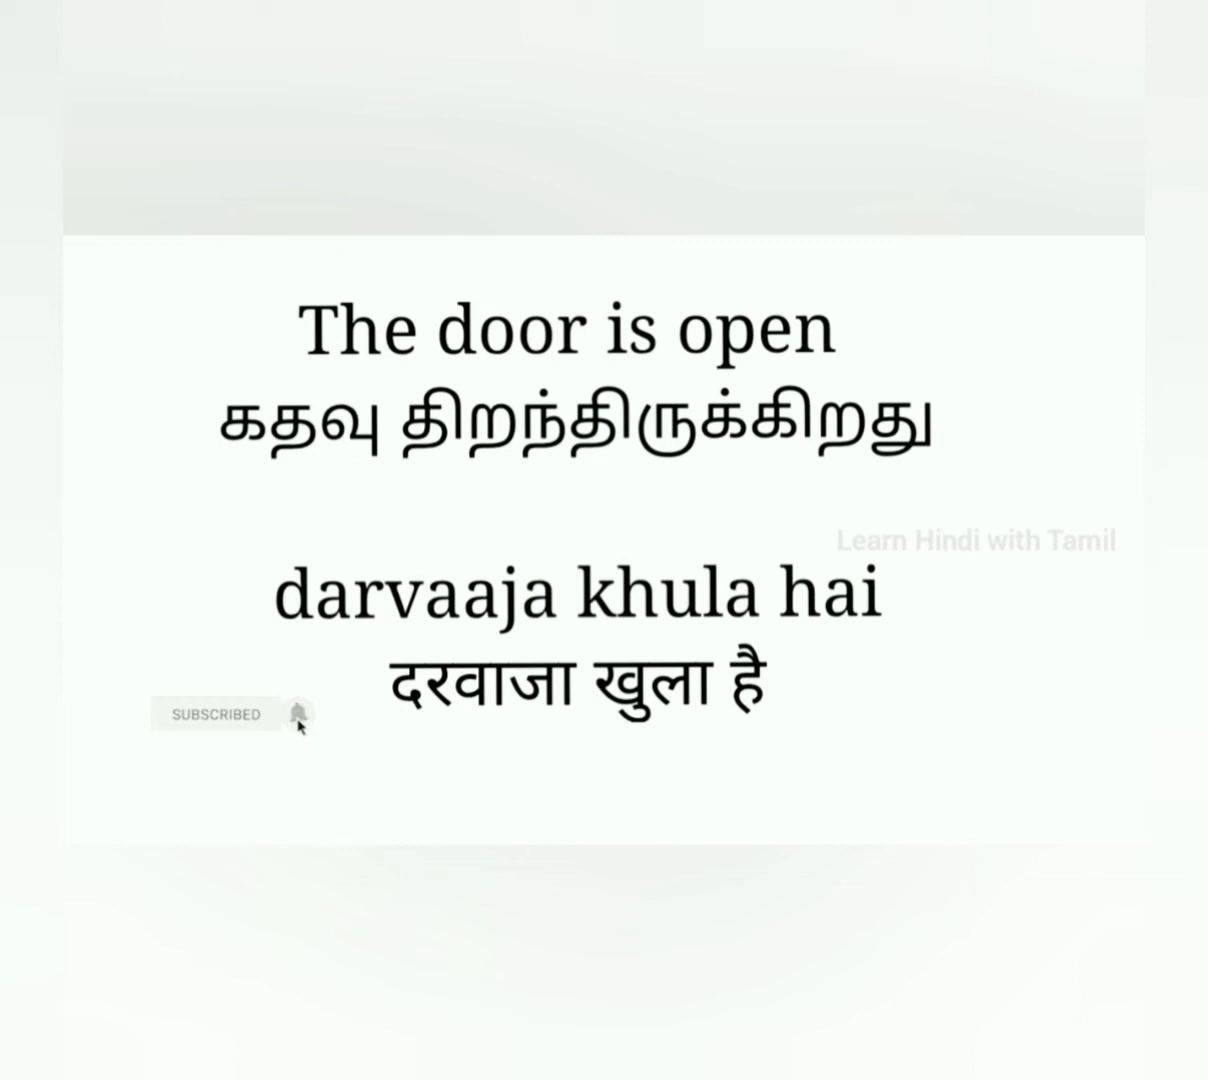 The door is open
கதவு திறந்திருக்கிறது
Learn Hindi with Tamil
darvaaja khula hai
दरवाजा खुला है
SUBSCRIBED